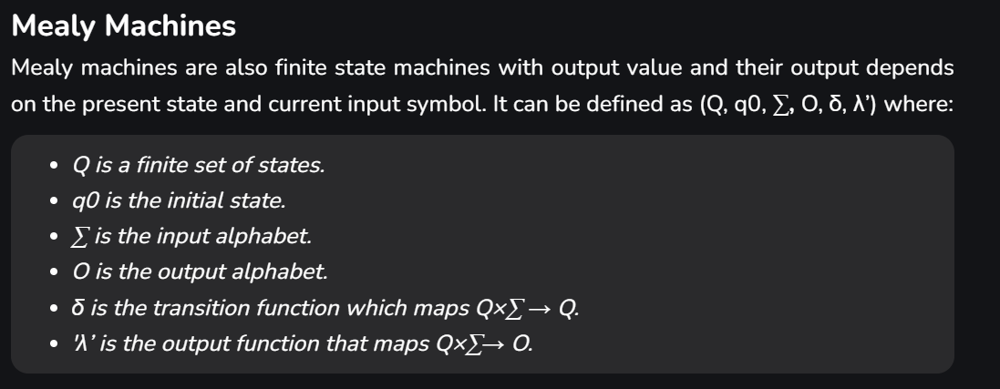 Mealy Machines
Mealy machines are also finite state machines with output value and their output depends
on the present state and current input symbol. It can be defined as (Q, q0, ∑, O, δ, λ’) where:
• Q is a finite set of states.
• q0 is the initial state.
• ∑ is the input alphabet.
• O is the output alphabet.
• δ is the transition function which maps Q×∑ → Q.
• 'λ’ is the output function that maps Q×∑→ O.